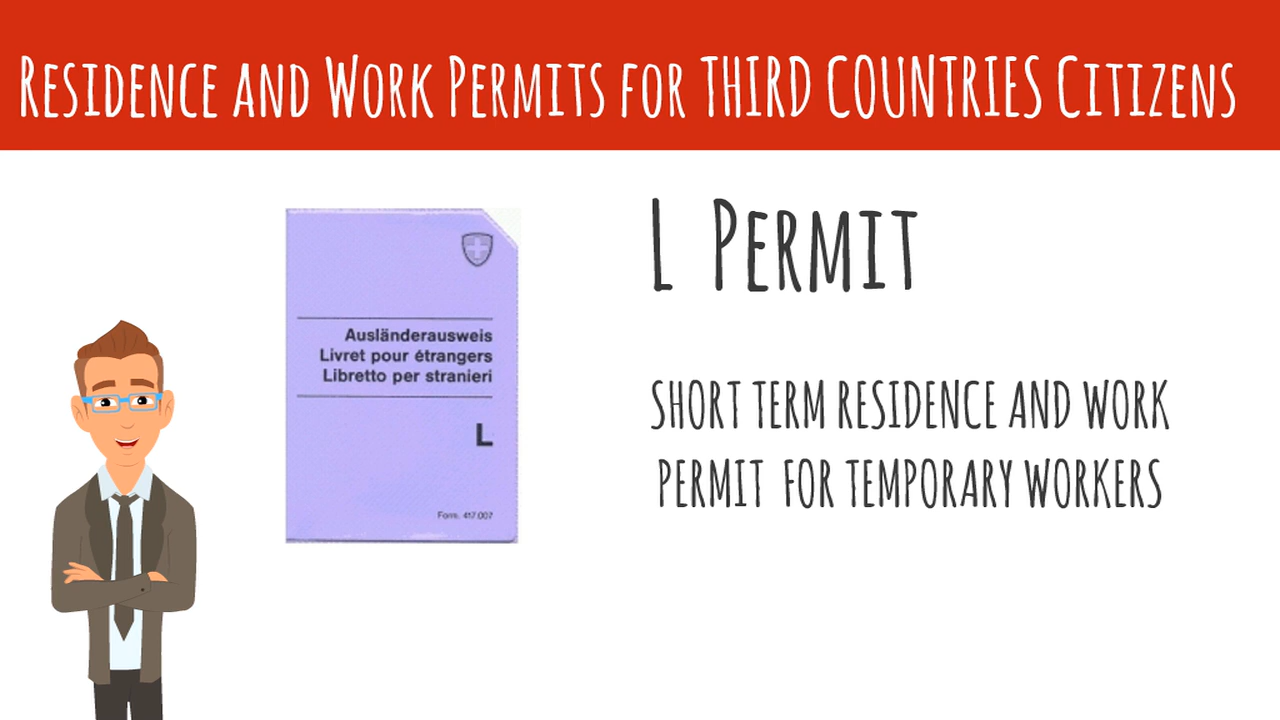 Residence and Work Permits for THIRD COUNTRIES Citizens
L Permit
Ausländerausweis
Livret pour étrangers
Libretto per stranieri
L
Form. 417.007
SHORT TERM RESIDENCE AND WORK
PERMIT FOR TEMPORARY WORKERS